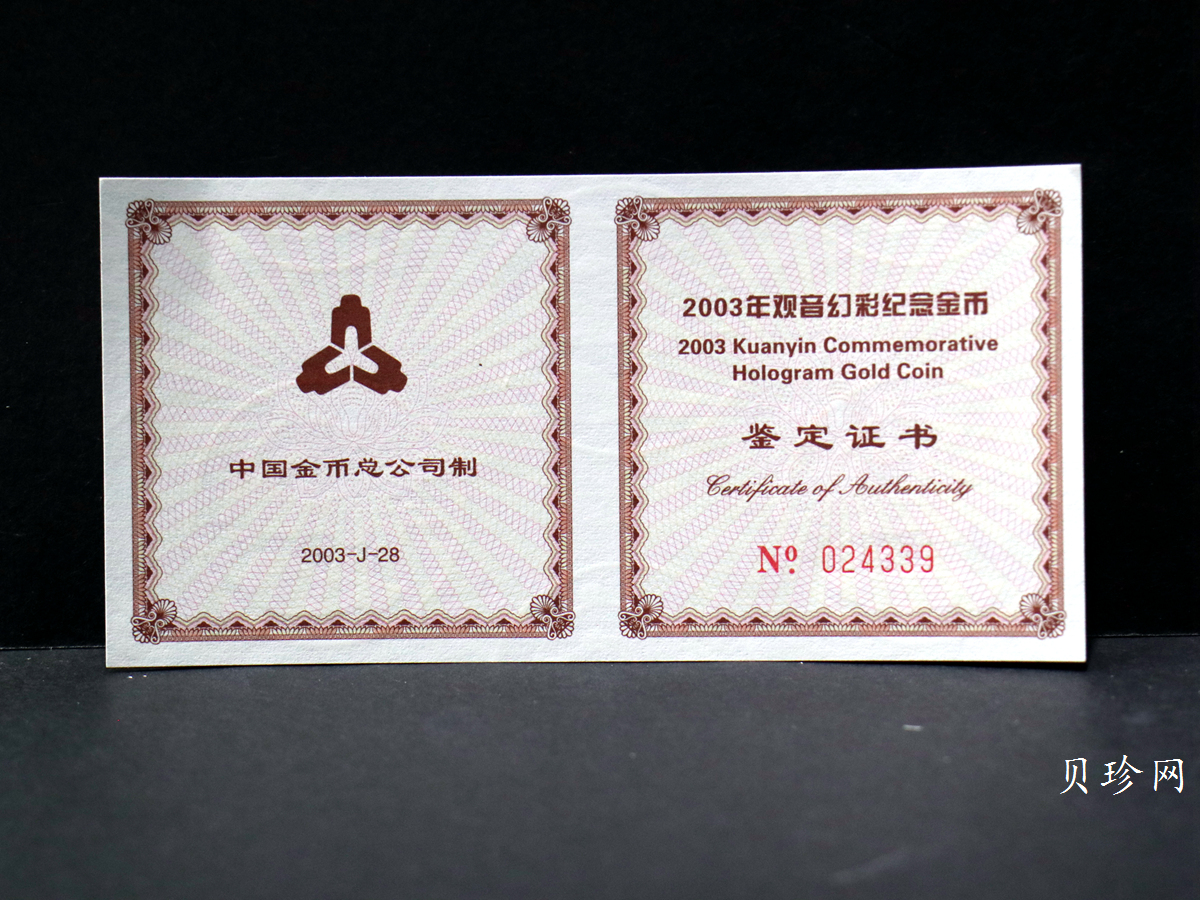 中国金币总公司制
2003-J-28
2003年观音幻彩纪念金币
2003 Kuanyin Commemorative
Hologram Gold Coin
鉴定证书
Certificate of Authenticity
Nº 024339
贝珍网